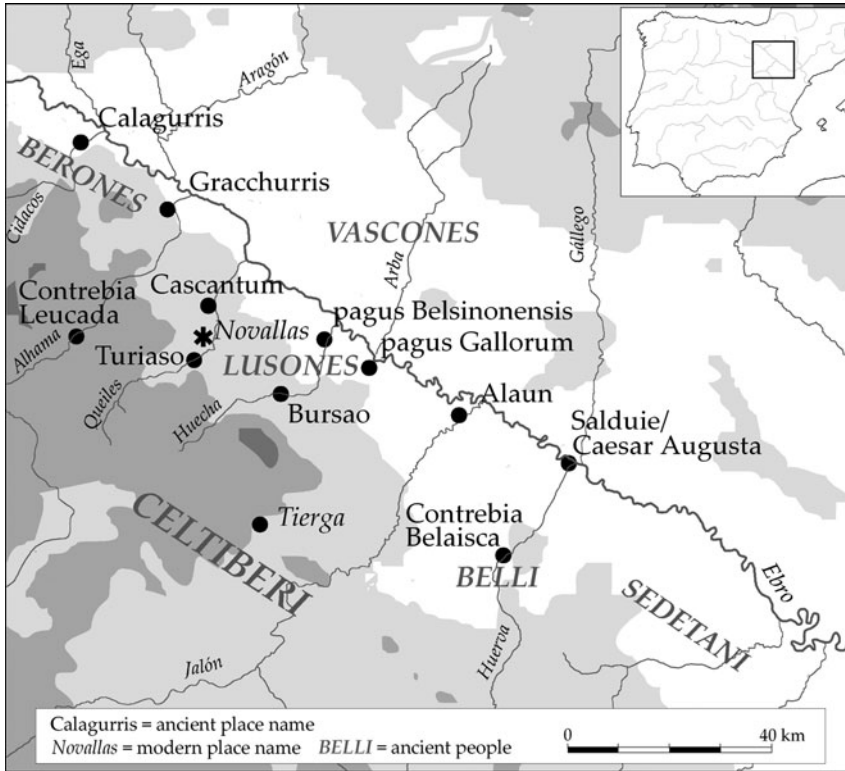 Ega
Aragón
Calagurris
BERONES
Gracchurris
Cidacos
VASCONES
Arba
Gállego
Cascantum
Contrebia
Leucada
Novallas
pagus Belsinonensis
Alhama
Turiaso
LUSONES
pagus Gallorum
Queiles
Huecha
Bursao
Alaun
Salduie/
Caesar Augusta
CELTIBERI
Tierga
Contrebia
Belaisca
BELLI
Ebro
SEDETANI
Huerva
Jalón
Calagurris = ancient place name
Novallas = modern place name BELLI = ancient people
0 40 km